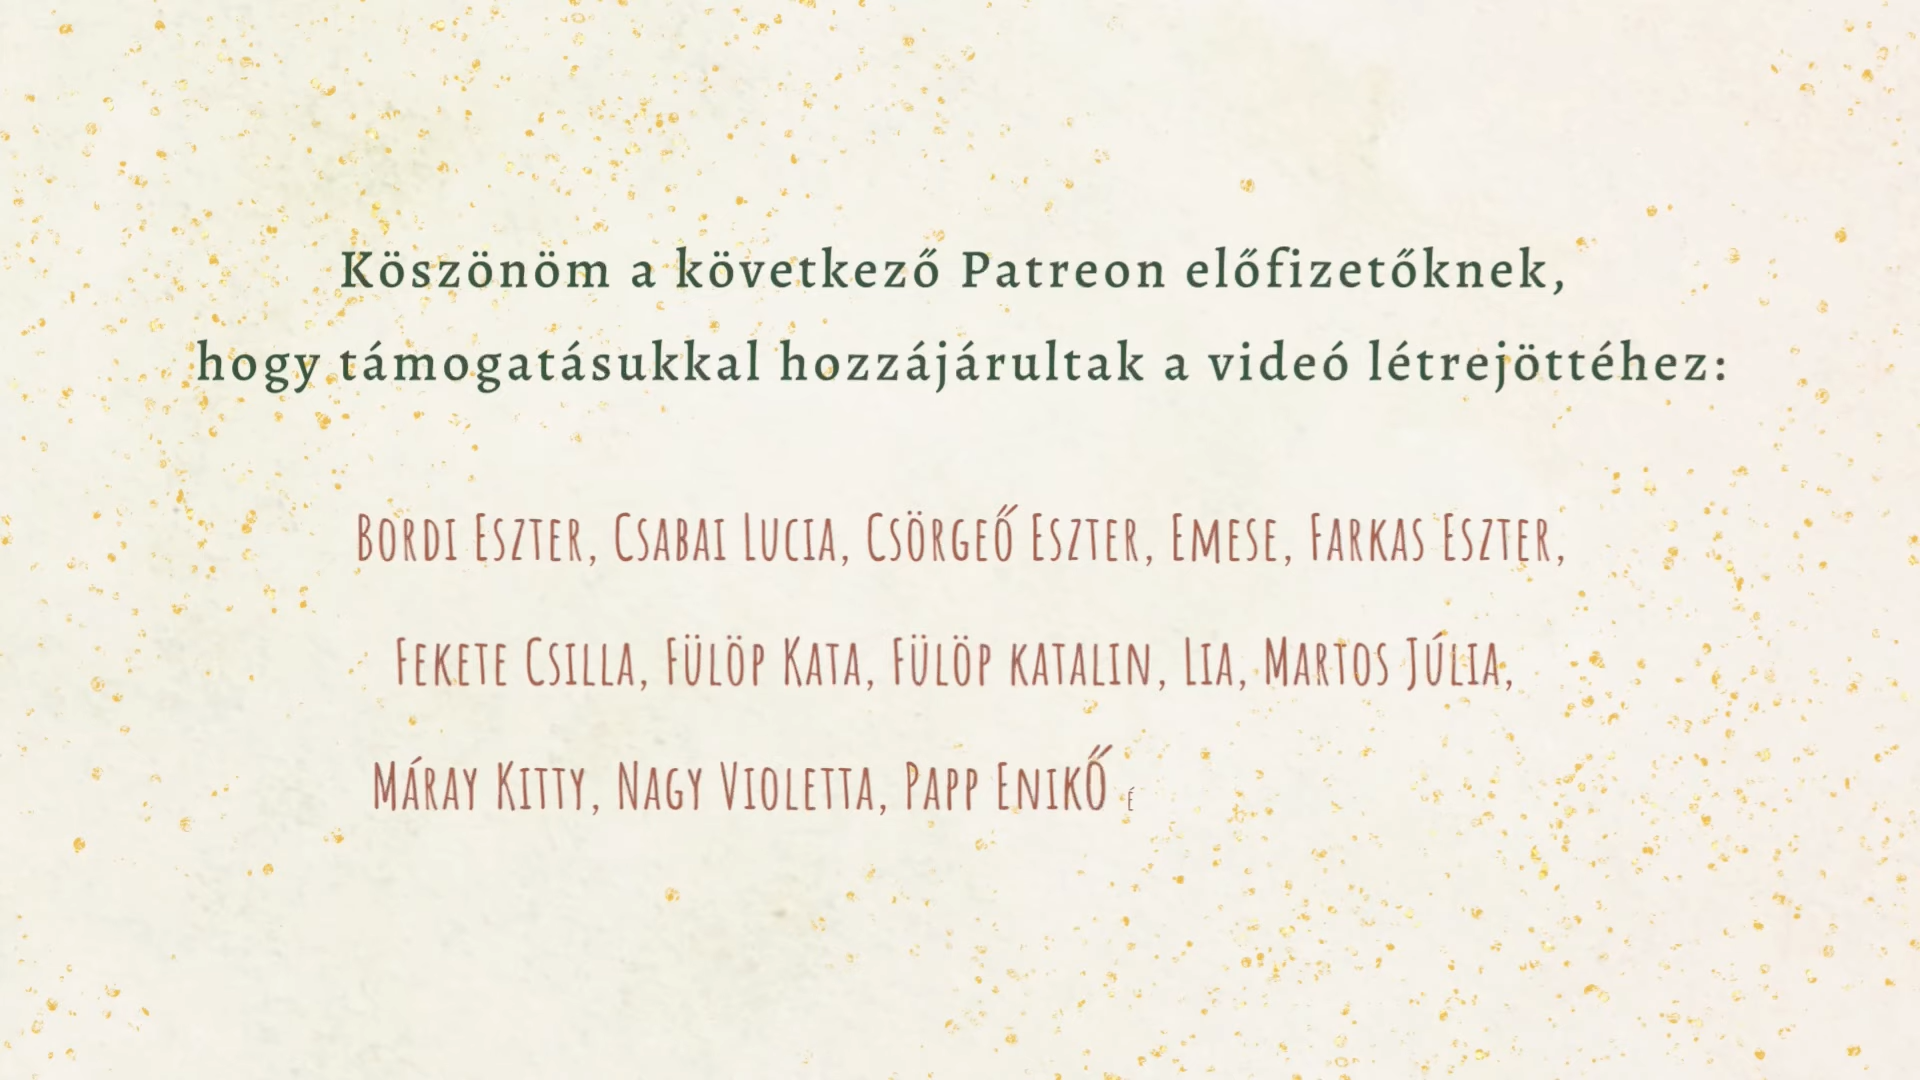 Köszönöm a következő Patreon előfizetőknek,
hogy támogatásukkal hozzájárultak a videó létrejöttéhez:
Bordi Eszter, Csabai Lucia, Csörgeő Eszter, Emese, Farkas Eszter,
Fekete Csilla, Fülöp Kata, Fülöp katalin, Lia, Martos Júlia,
Máray Kitty, Nagy Violetta, Papp Enikő é